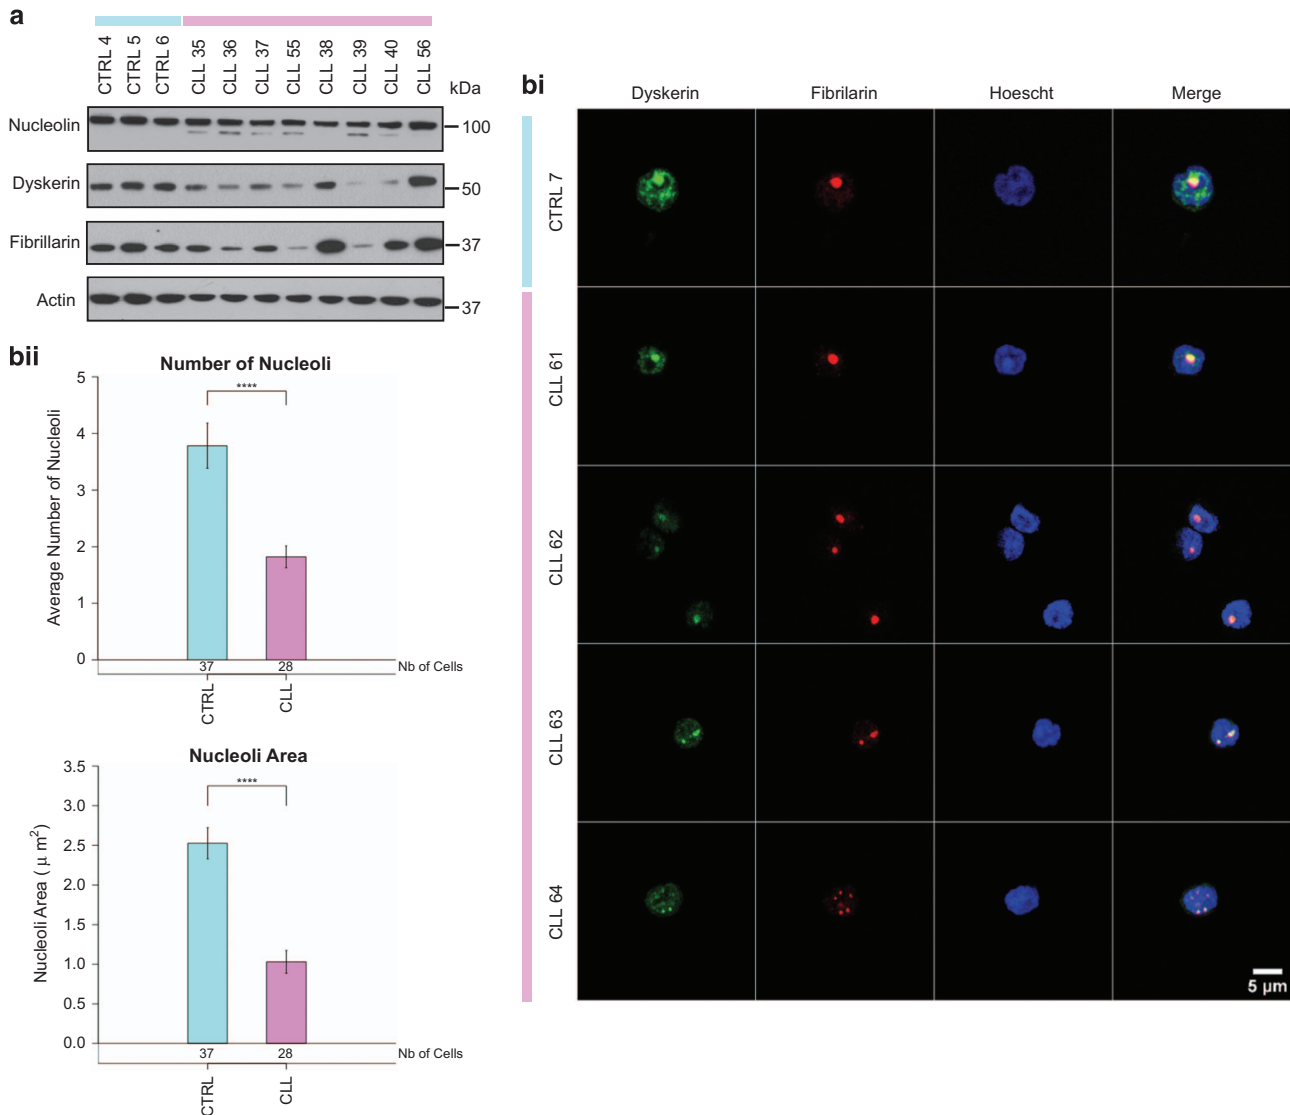 a
CTRL 4
CTRL 5
CTRL 6
CLL 35
CLL 36
CLL 37
CLL 55
CLL 38
CLL 39
CLL 40
CLL 56
kDa
Nucleolin
100
Dyskerin
50
Fibrillarin
37
Actin
37
bii
Number of Nucleoli
Average Number of Nucleoli
5
4
3
2
1
0
****
37
28
Nb of Cells
CTRL
CLL
Nucleoli Area
Nucleoli Area ( μ m2)
3.5
3.0
2.5
2.0
1.5
1.0
0.5
0.0
****
37
28
Nb of Cells
CTRL
CLL
bi
Dyskerin
Fibrilarin
Hoescht
Merge
CTRL 7
CLL 61
CLL 62
CLL 63
CLL 64
5 μm